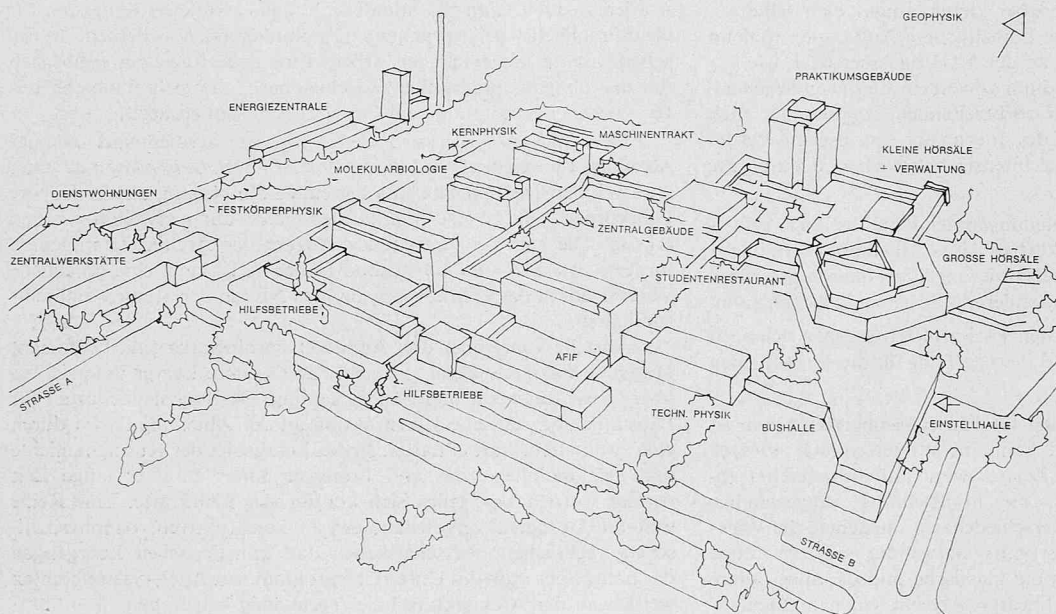 GEOPHYSIK
PRAKTIKUMSGEBÄUDE
ENERGIEZENTRALE
KERNPHYSIK
MASCHINENTRAKT
KLEINE HÖRSÄLE
MOLEKULARBIOLOGIE
VERWALTUNG
DIENSTWOHNUNGEN
FESTKÖRPERPHYSIK
ZENTRALGEBÄUDE
ZENTRALWERKSTÄTTE
GROSSE HÖRSÄLE
STUDENTENRESTAURANT
HILFSBETRIEBE
AFIF
STRASSE A
HILFSBETRIEBE
TECHN. PHYSIK
BUSHALLE
EINSTELLHALLE
STRASSE B